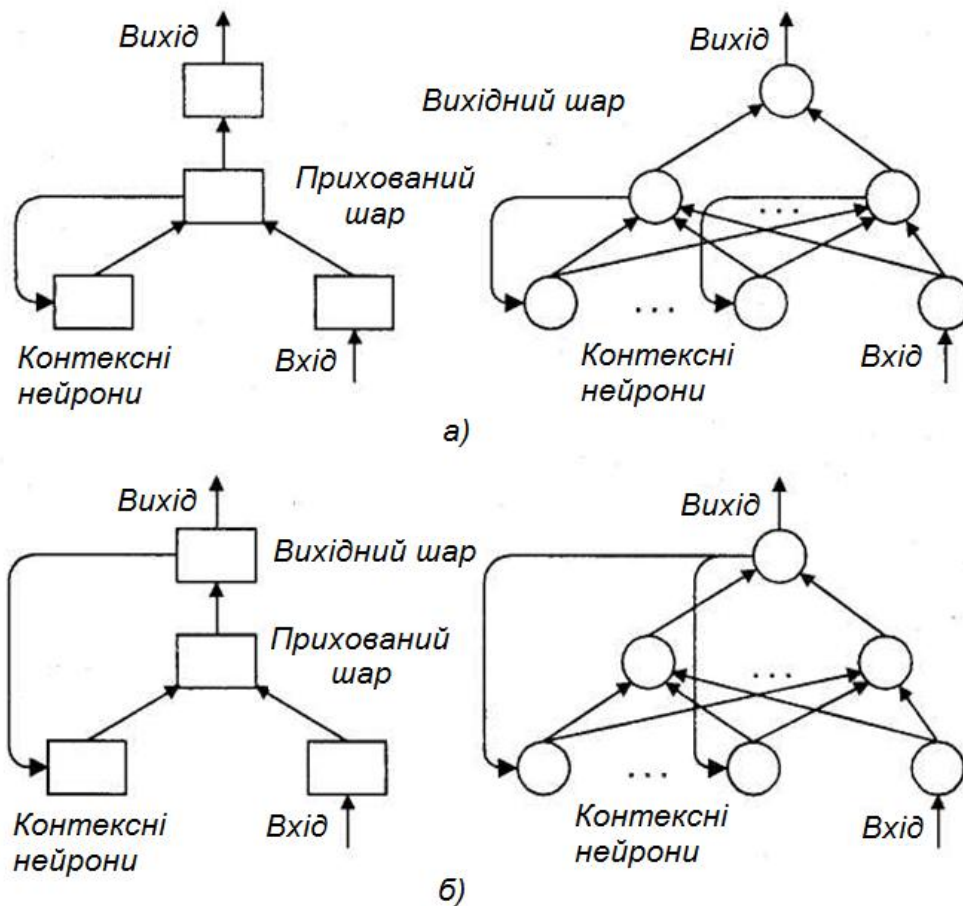 Вихід
Вихід
Вихідний шар
Прихований
шар
...
...
Контексні
нейрони
Вхід
Контексні
нейрони
Вхід
а)
Вихід
Вихід
Вихідний шар
Прихований
шар
...
...
Контексні
нейрони
Вхід
Контексні
нейрони
Вхід
б)